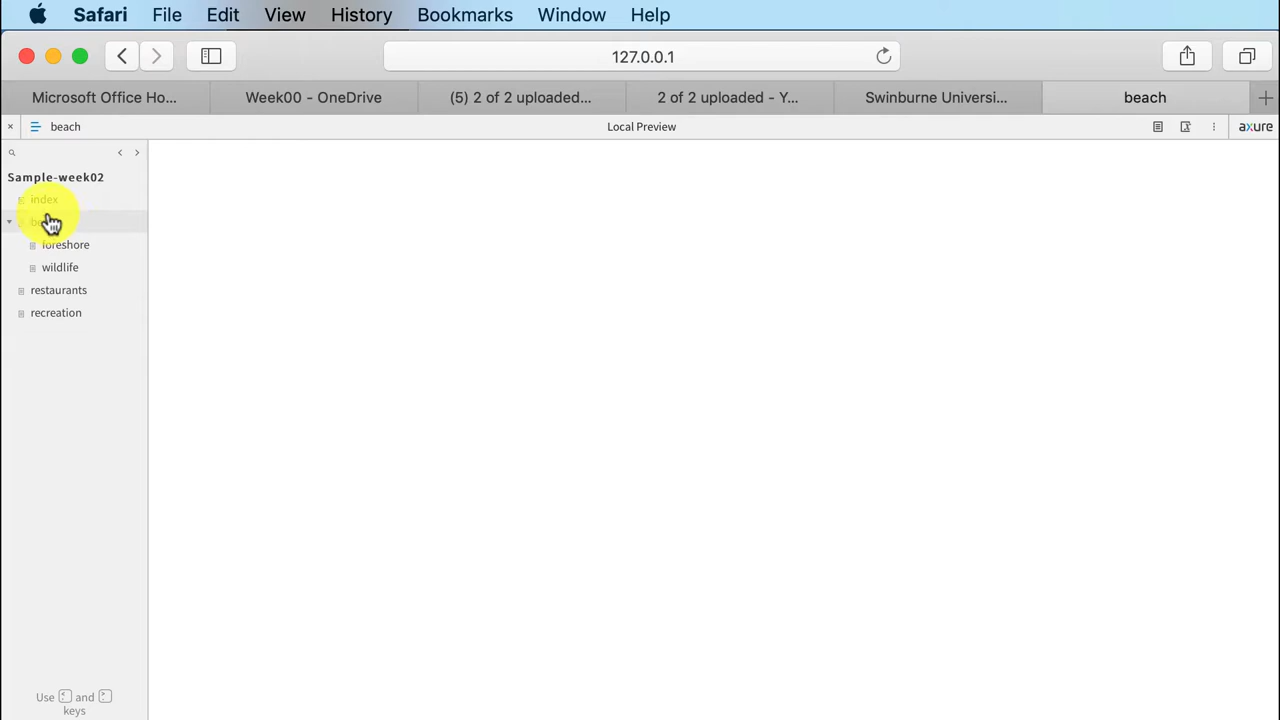 Safari File Edit View History Bookmarks Window Help
127.0.0.1
Microsoft Office Ho... Week00 - OneDrive (5) 2 of 2 uploaded... 2 of 2 uploaded - Y... Swinburne Universi... beach
beach Local Preview axure
Sample-week02
index
foreshore
wildlife
restaurants
recreation
Use < and >
keys